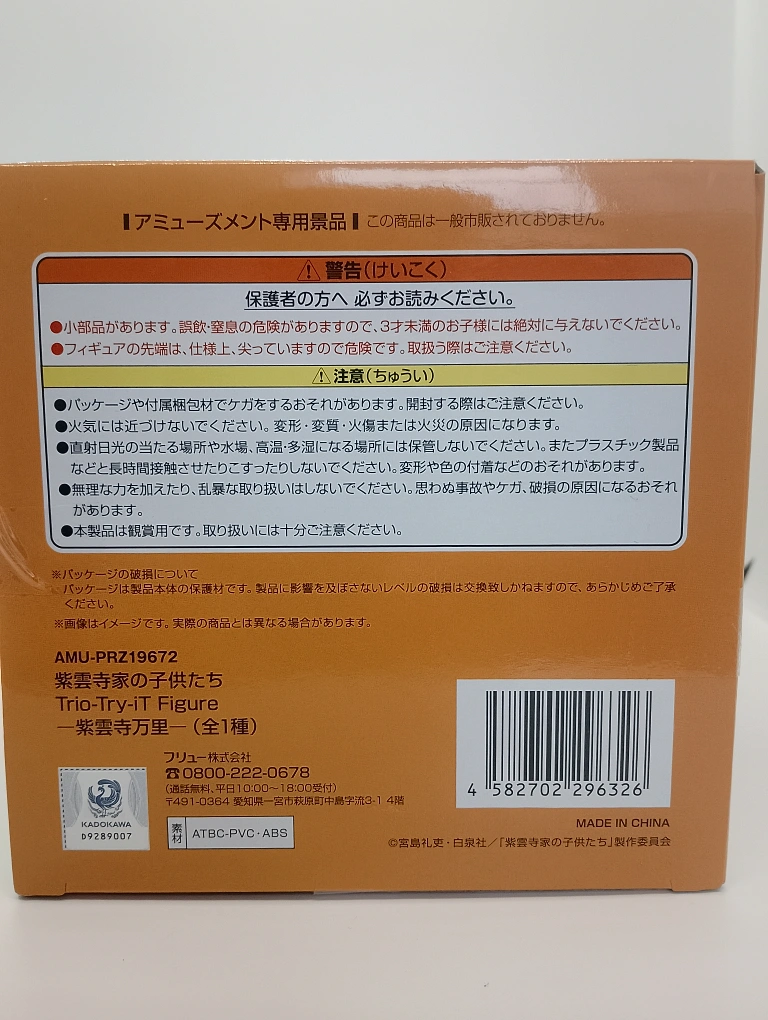 アミューズメント専用景品 この商品は一般市販されておりません。
警告(けいこく)
保護者の方へ 必ずお読みください。
●小部品があります。誤飲・窒息の危険がありますので、3才未満のお子様には絶対に与えないでください。
●フィギュアの先端は、仕様上、尖っていますので危険です。取扱う際はご注意ください。
注意(ちゅうい)
●パッケージや付属梱包材でケガをするおそれがあります。開封する際はご注意ください。
●火気には近づけないでください。変形・変質・火傷または火災の原因になります。
●直射日光の当たる場所や水場、高温・多湿になる場所には保管しないでください。またプラスチック製品
などと長時間接触させたりこすったりしないでください。変形や色の付着などのおそれがあります。
●無理な力を加えたり、乱暴な取り扱いはしないでください。思わぬ事故やケガ、破損の原因になるおそれ
があります。
●本製品は観賞用です。取り扱いには十分ご注意ください。
※パッケージの破損について
パッケージは製品本体の保護材です。製品に影響を及ぼさないレベルの破損は交換致しかねますので、あらかじめご了承
ください。
※画像はイメージです。実際の商品とは異なる場合があります。
AMU-PRZ19672
紫雲寺家の子供たち
Trio-Try-iT Figure
―紫雲寺万里―(全1種)
フリュー株式会社
☎0800-222-0678
(通話無料、平日10:00〜18:00受付)
〒491-0364 愛知県一宮市萩原町中島字流3-1 4階
KADOKAWA
D9289007
素材 ATBC-PVC・ABS
4 582702 296326
MADE IN CHINA
©宮島礼吏・白泉社/「紫雲寺家の子供たち」製作委員会